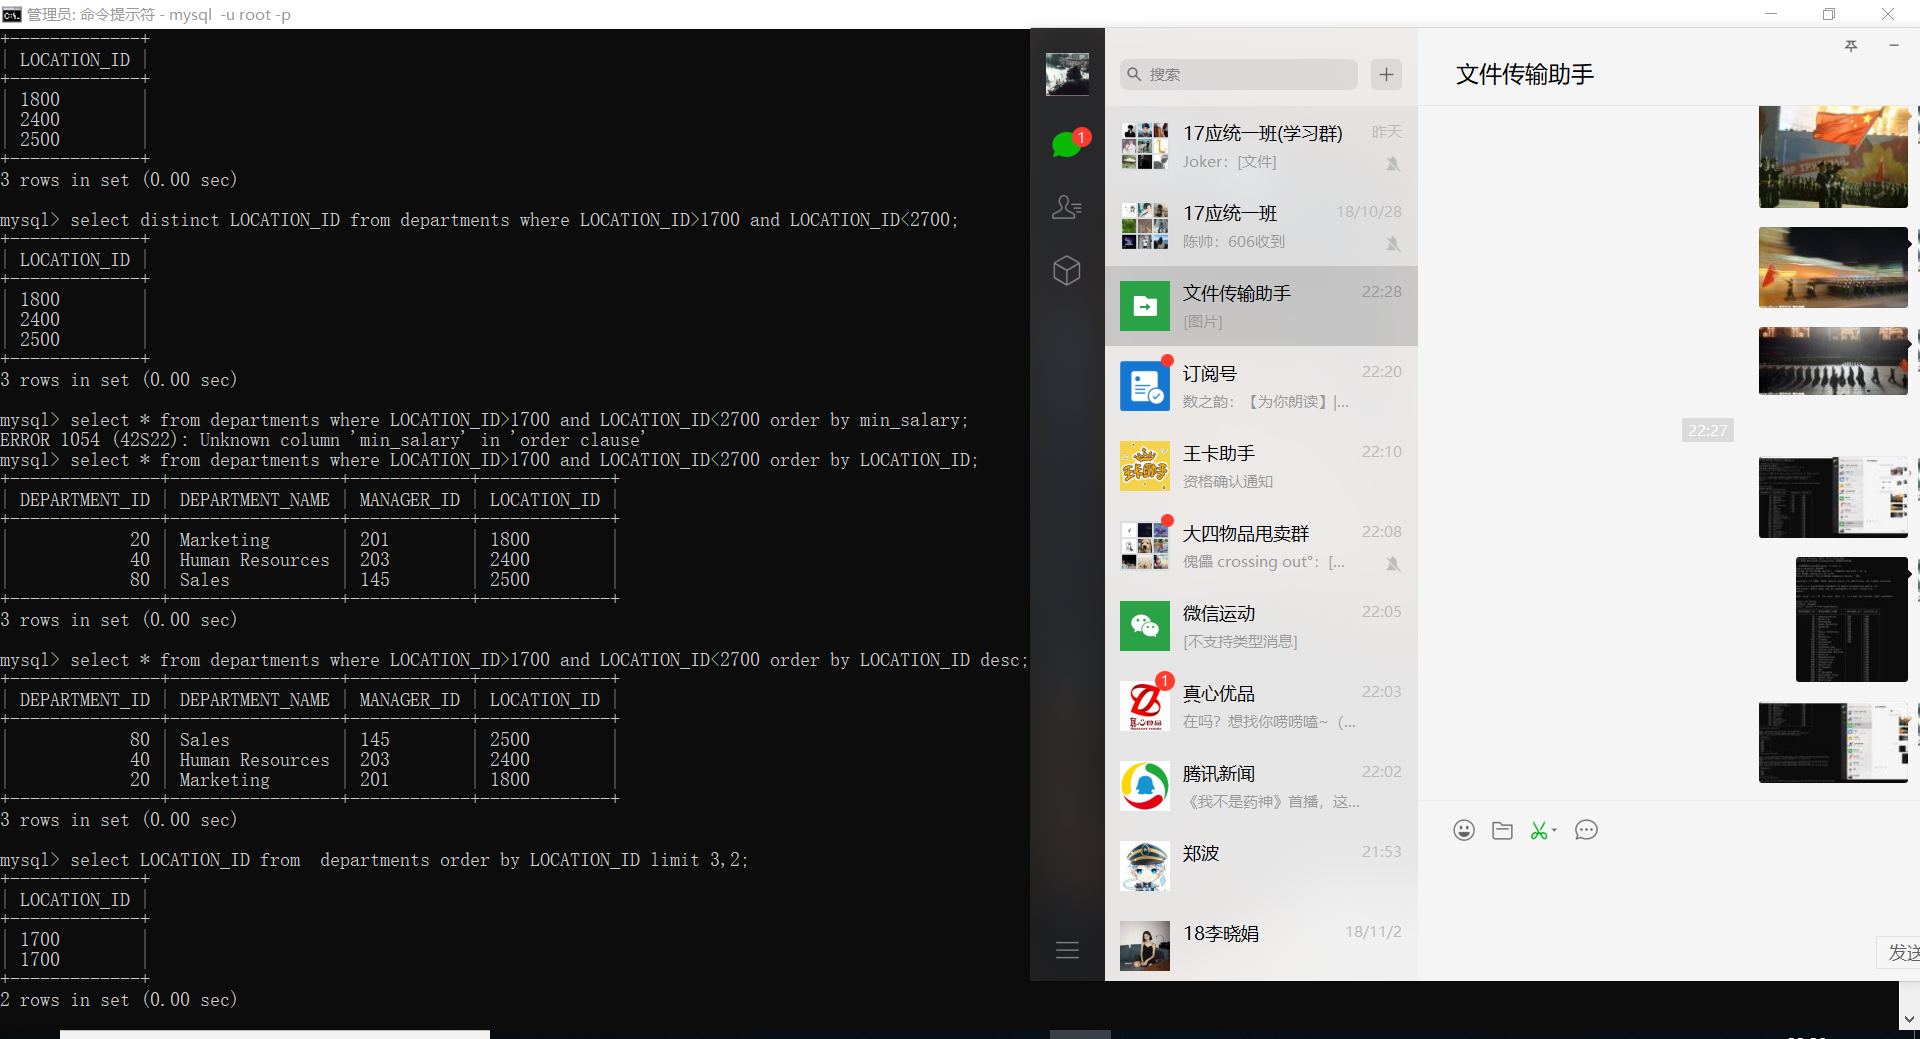 管理员: 命令提示符 - mysql  -u root -p
+-------------+
| LOCATION_ID |
+-------------+
| 1800        |
| 2400        |
| 2500        |
+-------------+
3 rows in set (0.00 sec)
mysql> select distinct LOCATION_ID from departments where LOCATION_ID>1700 and LOCATION_ID<2700;
+-------------+
| LOCATION_ID |
+-------------+
| 1800        |
| 2400        |
| 2500        |
+-------------+
3 rows in set (0.00 sec)
mysql> select * from departments where LOCATION_ID>1700 and LOCATION_ID<2700 order by min_salary;
ERROR 1054 (42S22): Unknown column 'min_salary' in 'order clause'
mysql> select * from departments where LOCATION_ID>1700 and LOCATION_ID<2700 order by LOCATION_ID;
+---------------+-----------------+------------+-------------+
| DEPARTMENT_ID | DEPARTMENT_NAME | MANAGER_ID | LOCATION_ID |
+---------------+-----------------+------------+-------------+
|            20 | Marketing       | 201        | 1800        |
|            40 | Human Resources | 203        | 2400        |
|            80 | Sales           | 145        | 2500        |
+---------------+-----------------+------------+-------------+
3 rows in set (0.00 sec)
mysql> select * from departments where LOCATION_ID>1700 and LOCATION_ID<2700 order by LOCATION_ID desc;
+---------------+-----------------+------------+-------------+
| DEPARTMENT_ID | DEPARTMENT_NAME | MANAGER_ID | LOCATION_ID |
+---------------+-----------------+------------+-------------+
|            80 | Sales           | 145        | 2500        |
|            40 | Human Resources | 203        | 2400        |
|            20 | Marketing       | 201        | 1800        |
+---------------+-----------------+------------+-------------+
3 rows in set (0.00 sec)
mysql> select LOCATION_ID from  departments order by LOCATION_ID limit 3,2;
+-------------+
| LOCATION_ID |
+-------------+
| 1700        |
| 1700        |
+-------------+
2 rows in set (0.00 sec)
1
搜索
17应统一班(学习群) 昨天
Joker: [文件]
17应统一班 18/10/28
陈帅: 606收到
文件传输助手 22:28
[图片]
订阅号 22:20
数之韵: 【为你朗读】|...
王卡助手
王卡助手 22:10
资格确认通知
大四物品甩卖群 22:08
傀儡 crossing out°: [...
微信运动 22:05
[不支持类型消息]
1
真心食品
真心优品 22:03
在吗? 想找你唠唠嗑~ (...
腾讯新闻 22:02
《我不是药神》首播, 这...
郑波 21:53
18李晓娟 18/11/2
文件传输助手
22:27
发送